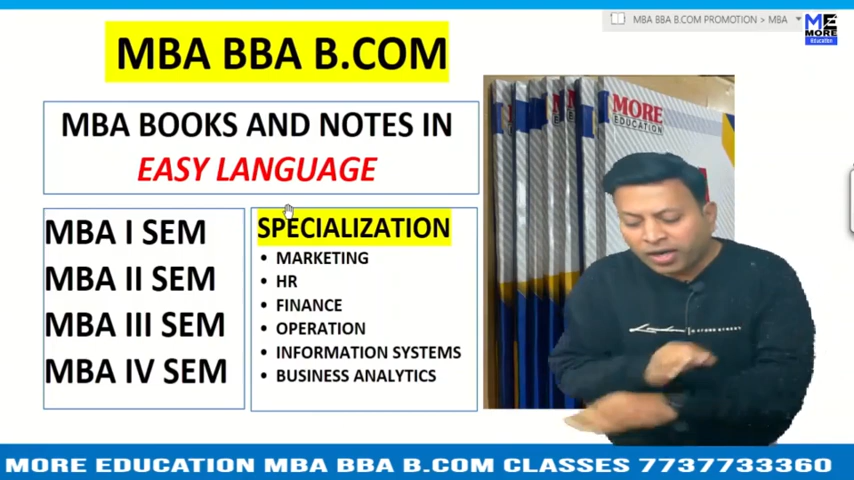 MBA BBA B.COM PROMOTION > MBA
ME
MORE
Education
MBA BBA B.COM
MBA BOOKS AND NOTES IN
EASY LANGUAGE
MBA I SEM
MBA II SEM
MBA III SEM
MBA IV SEM
SPECIALIZATION
• MARKETING
• HR
• FINANCE
• OPERATION
• INFORMATION SYSTEMS
• BUSINESS ANALYTICS
MORE
EDUCATION
MORE EDUCATION MBA BBA B.COM CLASSES 7737733360